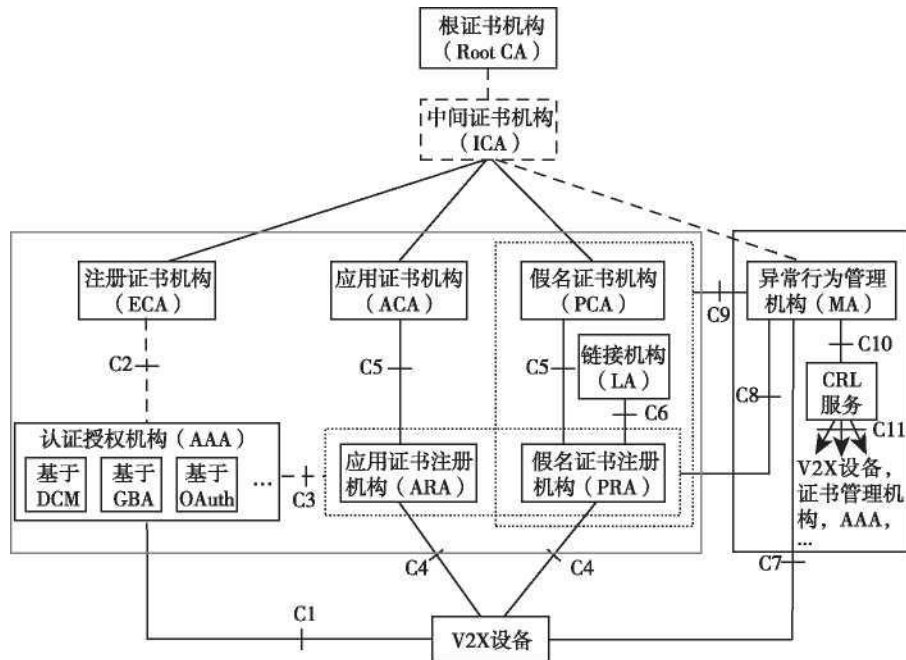 根证书机构
（Root CA）
中间证书机构
（ICA）
注册证书机构
（ECA）
应用证书机构
（ACA）
假名证书机构
（PCA）
异常行为管理
机构（MA）
C9
C2
C5
C5
链接机构
（LA）
C6
C8
C10
CRL
服务
C11
认证授权机构（AAA）
基于
DCM
基于
GBA
基于
OAuth
...
C3
应用证书注册
机构（ARA）
假名证书注册
机构（PRA）
V2X设备，
证书管理机
构，AAA，
...
C4
C4
C7
C1
V2X设备